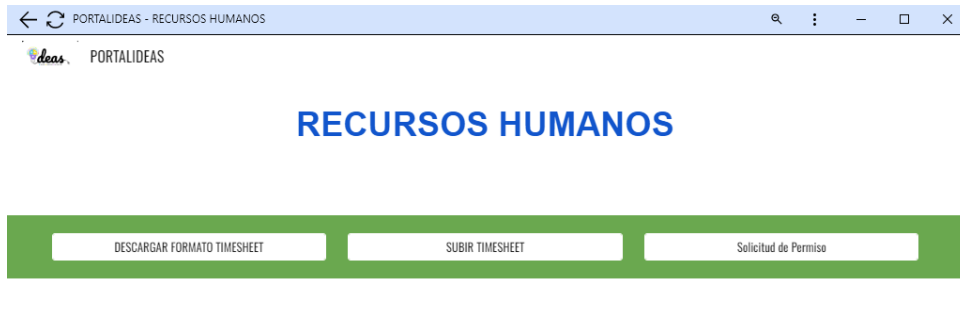 PORTALIDEAS - RECURSOS HUMANOS
deas PORTALIDEAS
RECURSOS HUMANOS
DESCARGAR FORMATO TIMESHEET SUBIR TIMESHEET Solicitud de Permiso